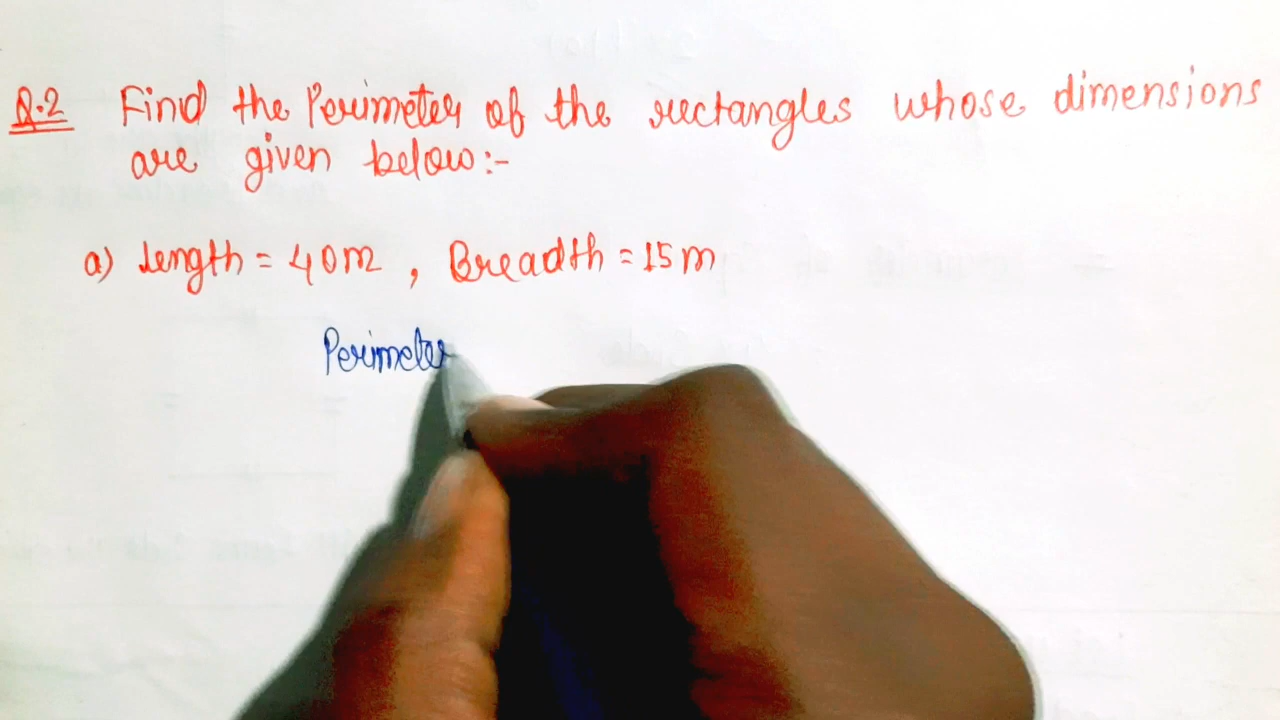 Q.2 Find the Perimeter of the rectangles whose dimensions
are given below:-
a) length = 40m , Breadth = 15m
Perimeter